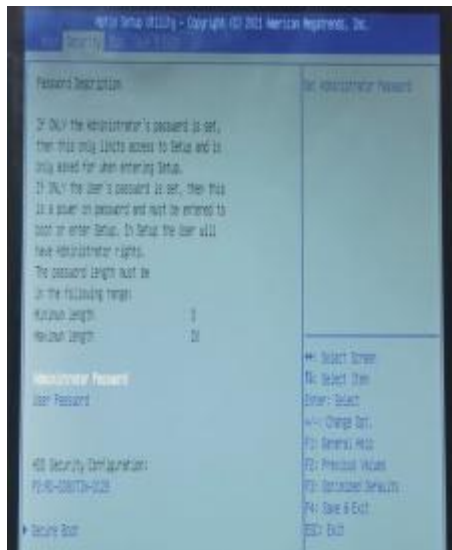 Aptio Setup Utility - Copyright (C) 2021 American Megatrends, Inc.
Main Security Boot Save & Exit
Password Description
Set Administrator Password
If ONLY the Administrator's password is set,
then this only limits access to Setup and is
only asked for when entering Setup.
If ONLY the User's password is set, then this
is a power on password and must be entered to
boot or enter Setup. In Setup the User will
have Administrator rights.
The password length must be
in the following range:
Minimum length 3
Maximum length 20
Administrator Password
User Password
HDD Security Configuration:
Secure Boot
Select Screen
Select Item
Enter: Select
+/-: Change Opt.
F1: General Help
F2: Previous Values
F3: Optimized Defaults
F4: Save & Exit
ESC: Exit